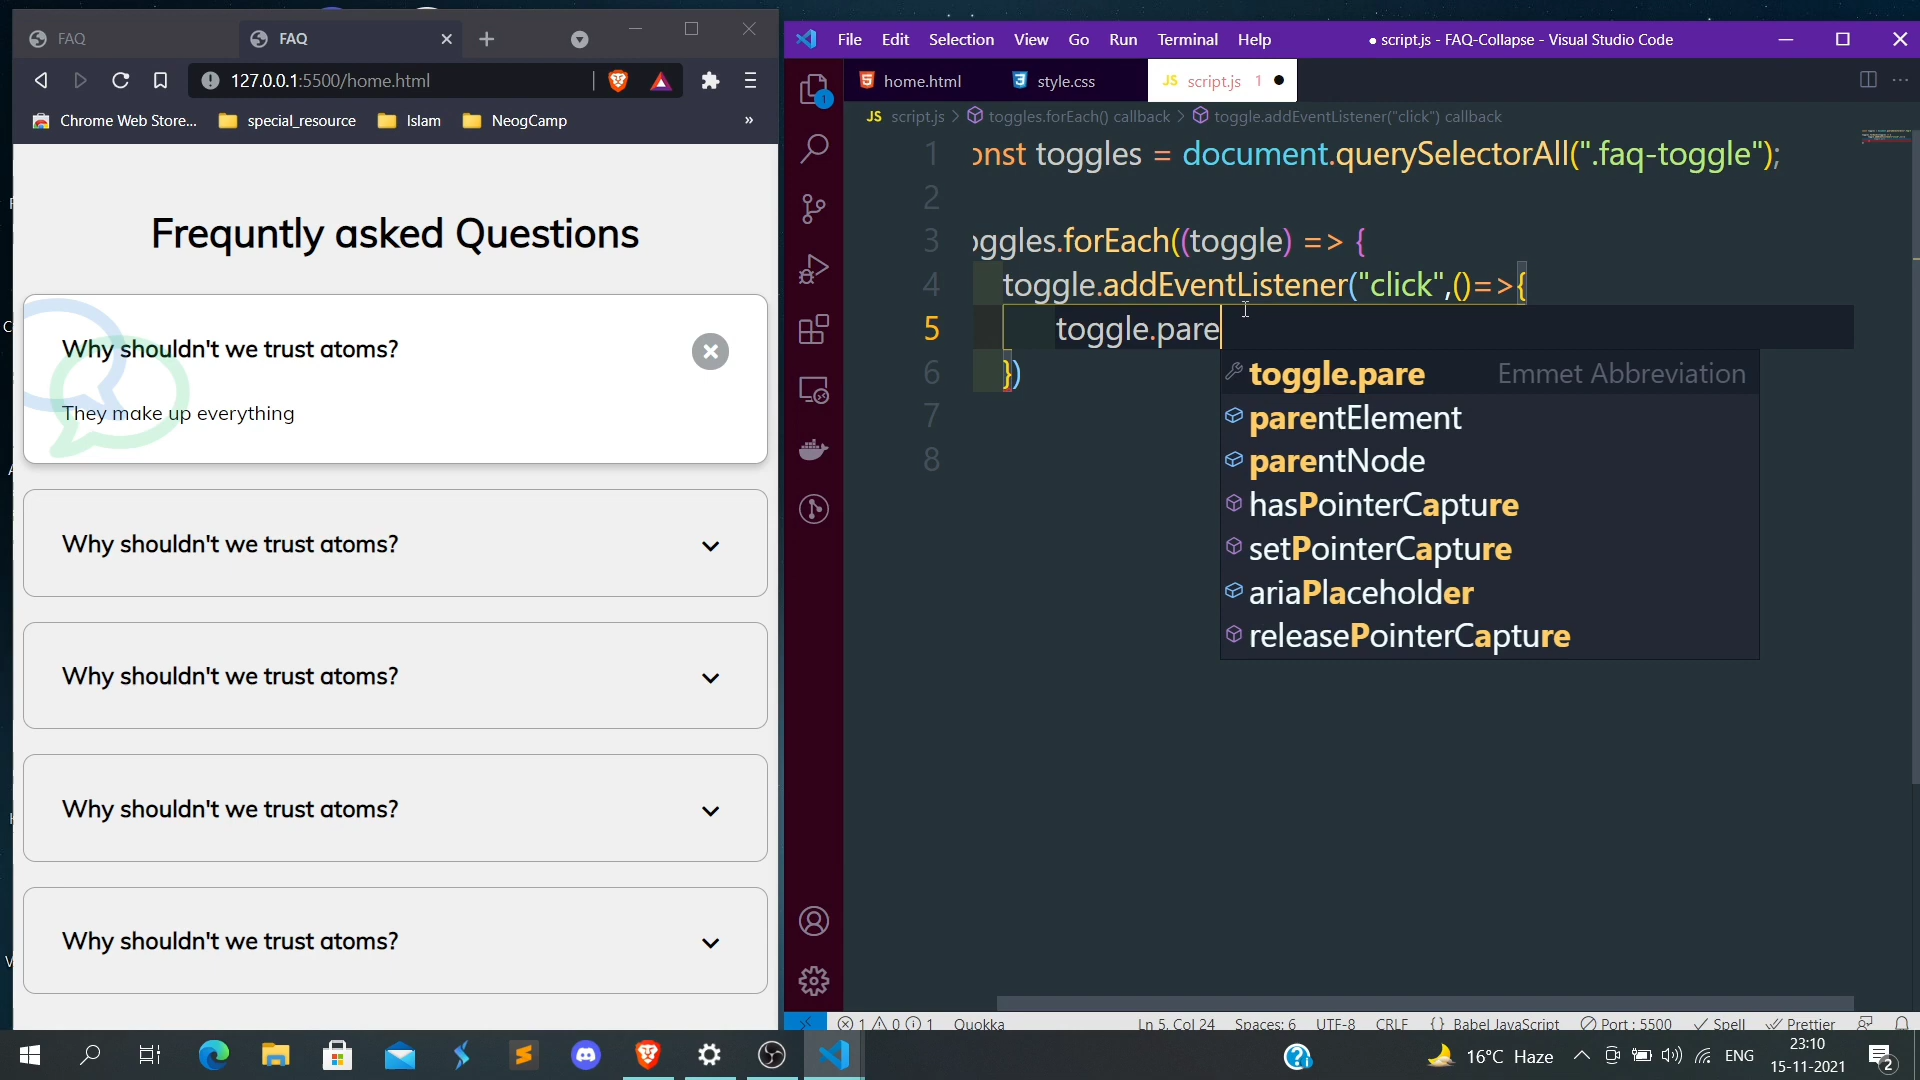 FAQ
FAQ
127.0.0.1:5500/home.html
Chrome Web Store...
special_resource
Islam
NeogCamp
»
Frequntly asked Questions
Why shouldn't we trust atoms?
They make up everything
Why shouldn't we trust atoms?
Why shouldn't we trust atoms?
Why shouldn't we trust atoms?
Why shouldn't we trust atoms?
File Edit Selection View Go Run Terminal Help
● script.js - FAQ-Collapse - Visual Studio Code
home.html
style.css
JS script.js 1 ●
JS script.js > toggles.forEach() callback > toggle.addEventListener("click") callback
1 onst toggles = document.querySelectorAll(".faq-toggle");
2
3 oggles.forEach((toggle) => {
4 toggle.addEventListener("click",()=>{
5 toggle.pare
6 })
7
8
toggle.pare Emmet Abbreviation
parentElement
parentNode
hasPointerCapture
setPointerCapture
ariaPlaceholder
releasePointerCapture
1
1 0 1 Quokka
Ln 5, Col 24 Spaces: 6 UTF-8 CRLF {} Babel JavaScript Port : 5500 Spell Prettier
16°C Haze
ENG
23:10
15-11-2021
2